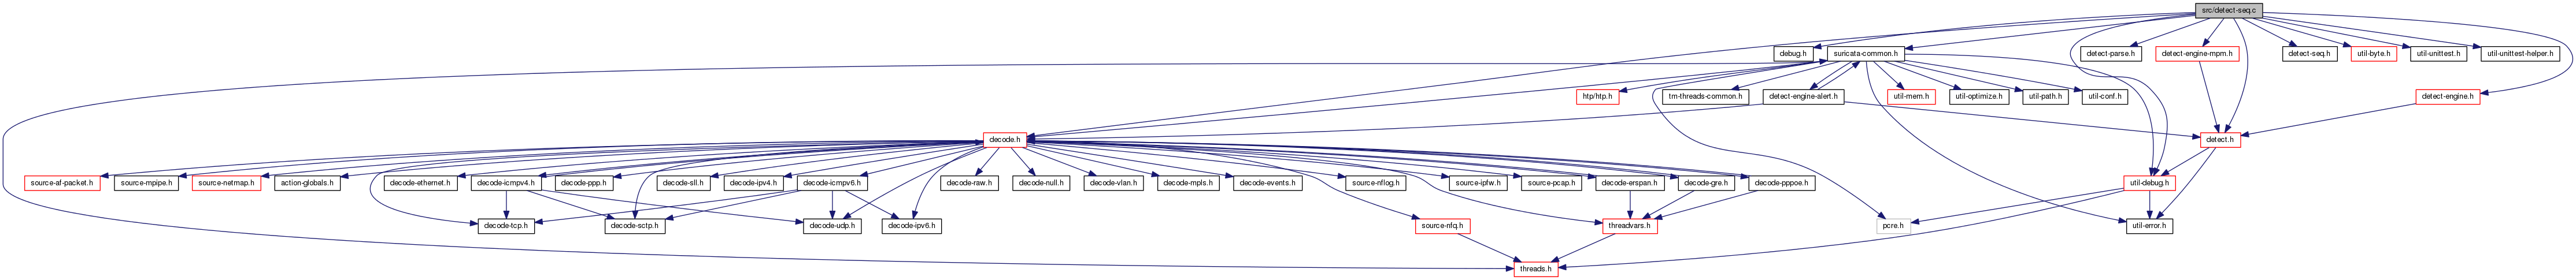 src/detect-seq.c
debug.h
suricata-common.h
detect-parse.h
detect-engine-mpm.h
detect-seq.h
util-byte.h
util-unittest.h
util-unittest-helper.h
htp/htp.h
tm-threads-common.h
detect-engine-alert.h
util-mem.h
util-optimize.h
util-path.h
util-conf.h
detect-engine.h
decode.h
detect.h
source-af-packet.h
source-mpipe.h
source-netmap.h
action-globals.h
decode-ethernet.h
decode-icmpv4.h
decode-ppp.h
decode-sll.h
decode-ipv4.h
decode-icmpv6.h
decode-raw.h
decode-null.h
decode-vlan.h
decode-mpls.h
decode-events.h
source-nflog.h
source-ipfw.h
source-pcap.h
decode-erspan.h
decode-gre.h
decode-pppoe.h
util-debug.h
decode-tcp.h
decode-sctp.h
decode-udp.h
decode-ipv6.h
source-nfq.h
threadvars.h
pcre.h
util-error.h
threads.h